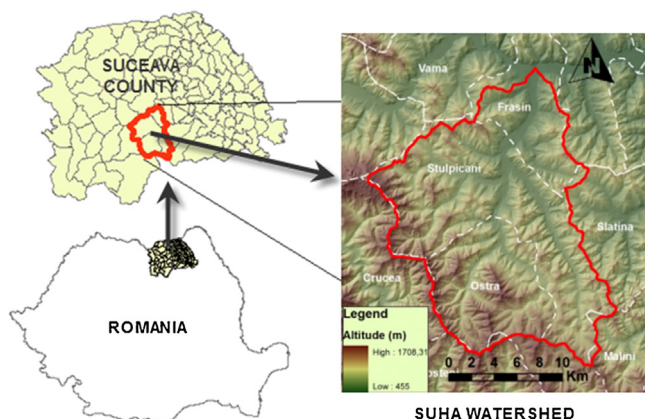 SUCEAVA
COUNTY
ROMANIA
Vama
N
Frasin
Stulpicani
Slatina
Crucea
Ostra
Malini
Legend
Altitude (m)
High : 1708,31
Low : 455
0 2 4 6 8 10
Km
SUHA WATERSHED